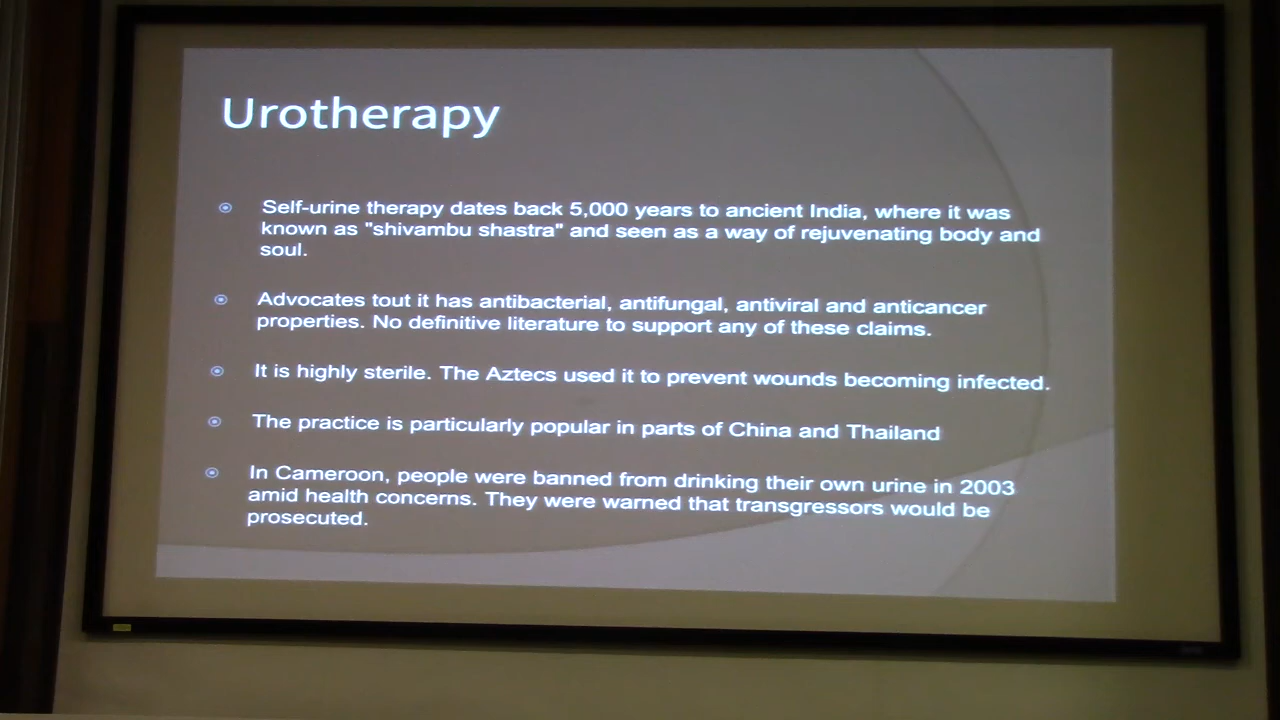 Urotherapy
Self-urine therapy dates back 5,000 years to ancient India, where it was
known as "shivambu shastra" and seen as a way of rejuvenating body and
soul.
Advocates tout it has antibacterial, antifungal, antiviral and anticancer
properties. No definitive literature to support any of these claims.
It is highly sterile. The Aztecs used it to prevent wounds becoming infected.
The practice is particularly popular in parts of China and Thailand
In Cameroon, people were banned from drinking their own urine in 2003
amid health concerns. They were warned that transgressors would be
prosecuted.